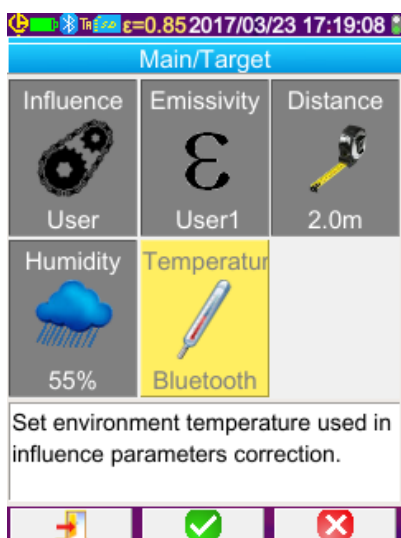 TA ε=0.85 2017/03/23 17:19:08
Main/Target
Influence Emissivity Distance
ε
User User1 2.0m
Humidity Temperatur
55% Bluetooth
Set environment temperature used in
influence parameters correction.